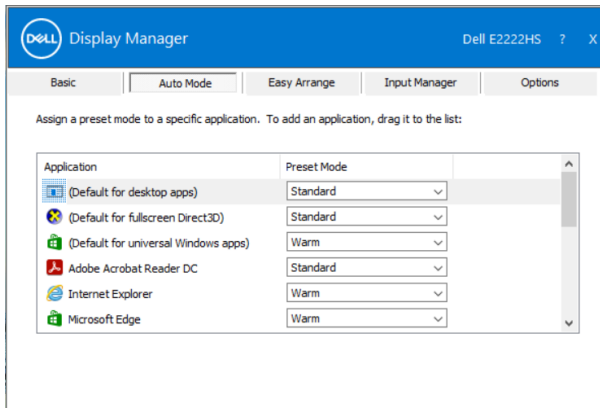 DELL Display Manager Dell E2222HS ? X
Basic Auto Mode Easy Arrange Input Manager Options
Assign a preset mode to a specific application. To add an application, drag it to the list:
Application Preset Mode
(Default for desktop apps) Standard
(Default for fullscreen Direct3D) Standard
(Default for universal Windows apps) Warm
Adobe Acrobat Reader DC Standard
Internet Explorer Warm
Microsoft Edge Warm